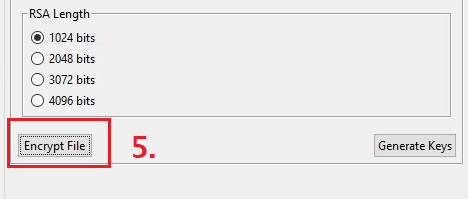 RSA Length
1024 bits
2048 bits
3072 bits
4096 bits
Encrypt File
5.
Generate Keys